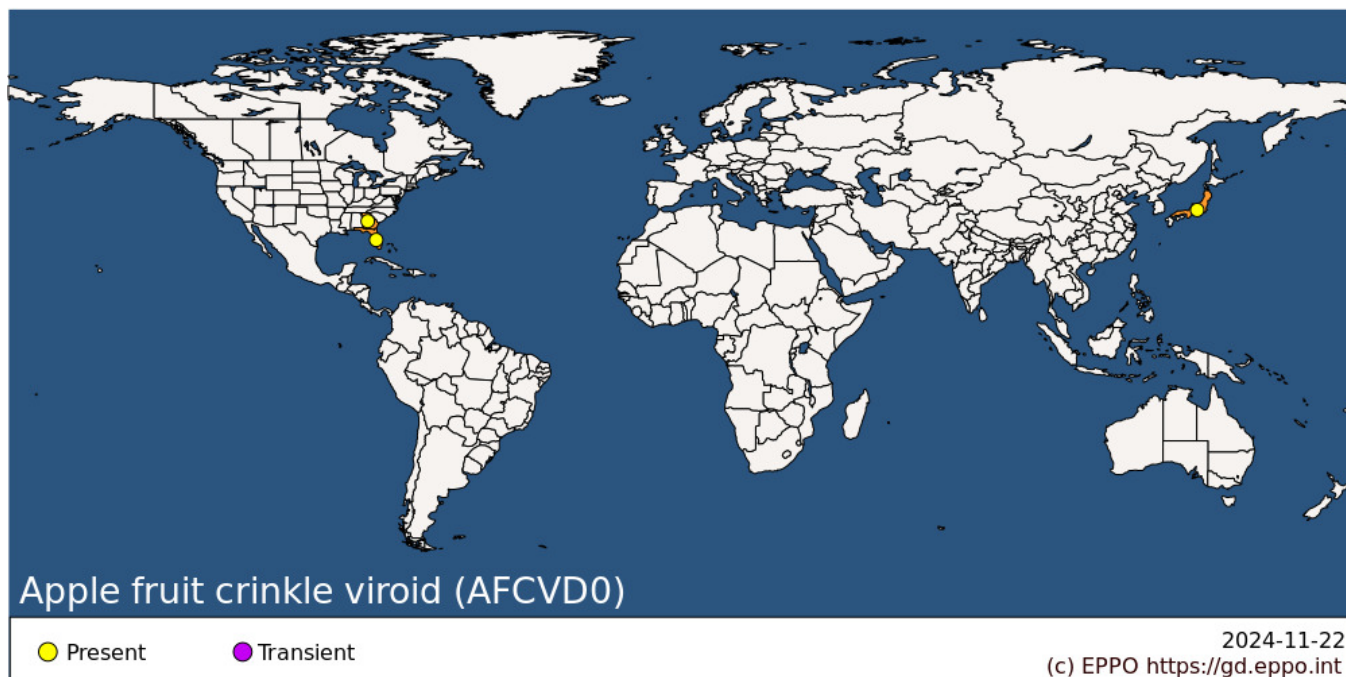 Apple fruit crinkle viroid (AFCVD0)
Present
Transient
2024-11-22
(c) EPPO https://gd.eppo.int